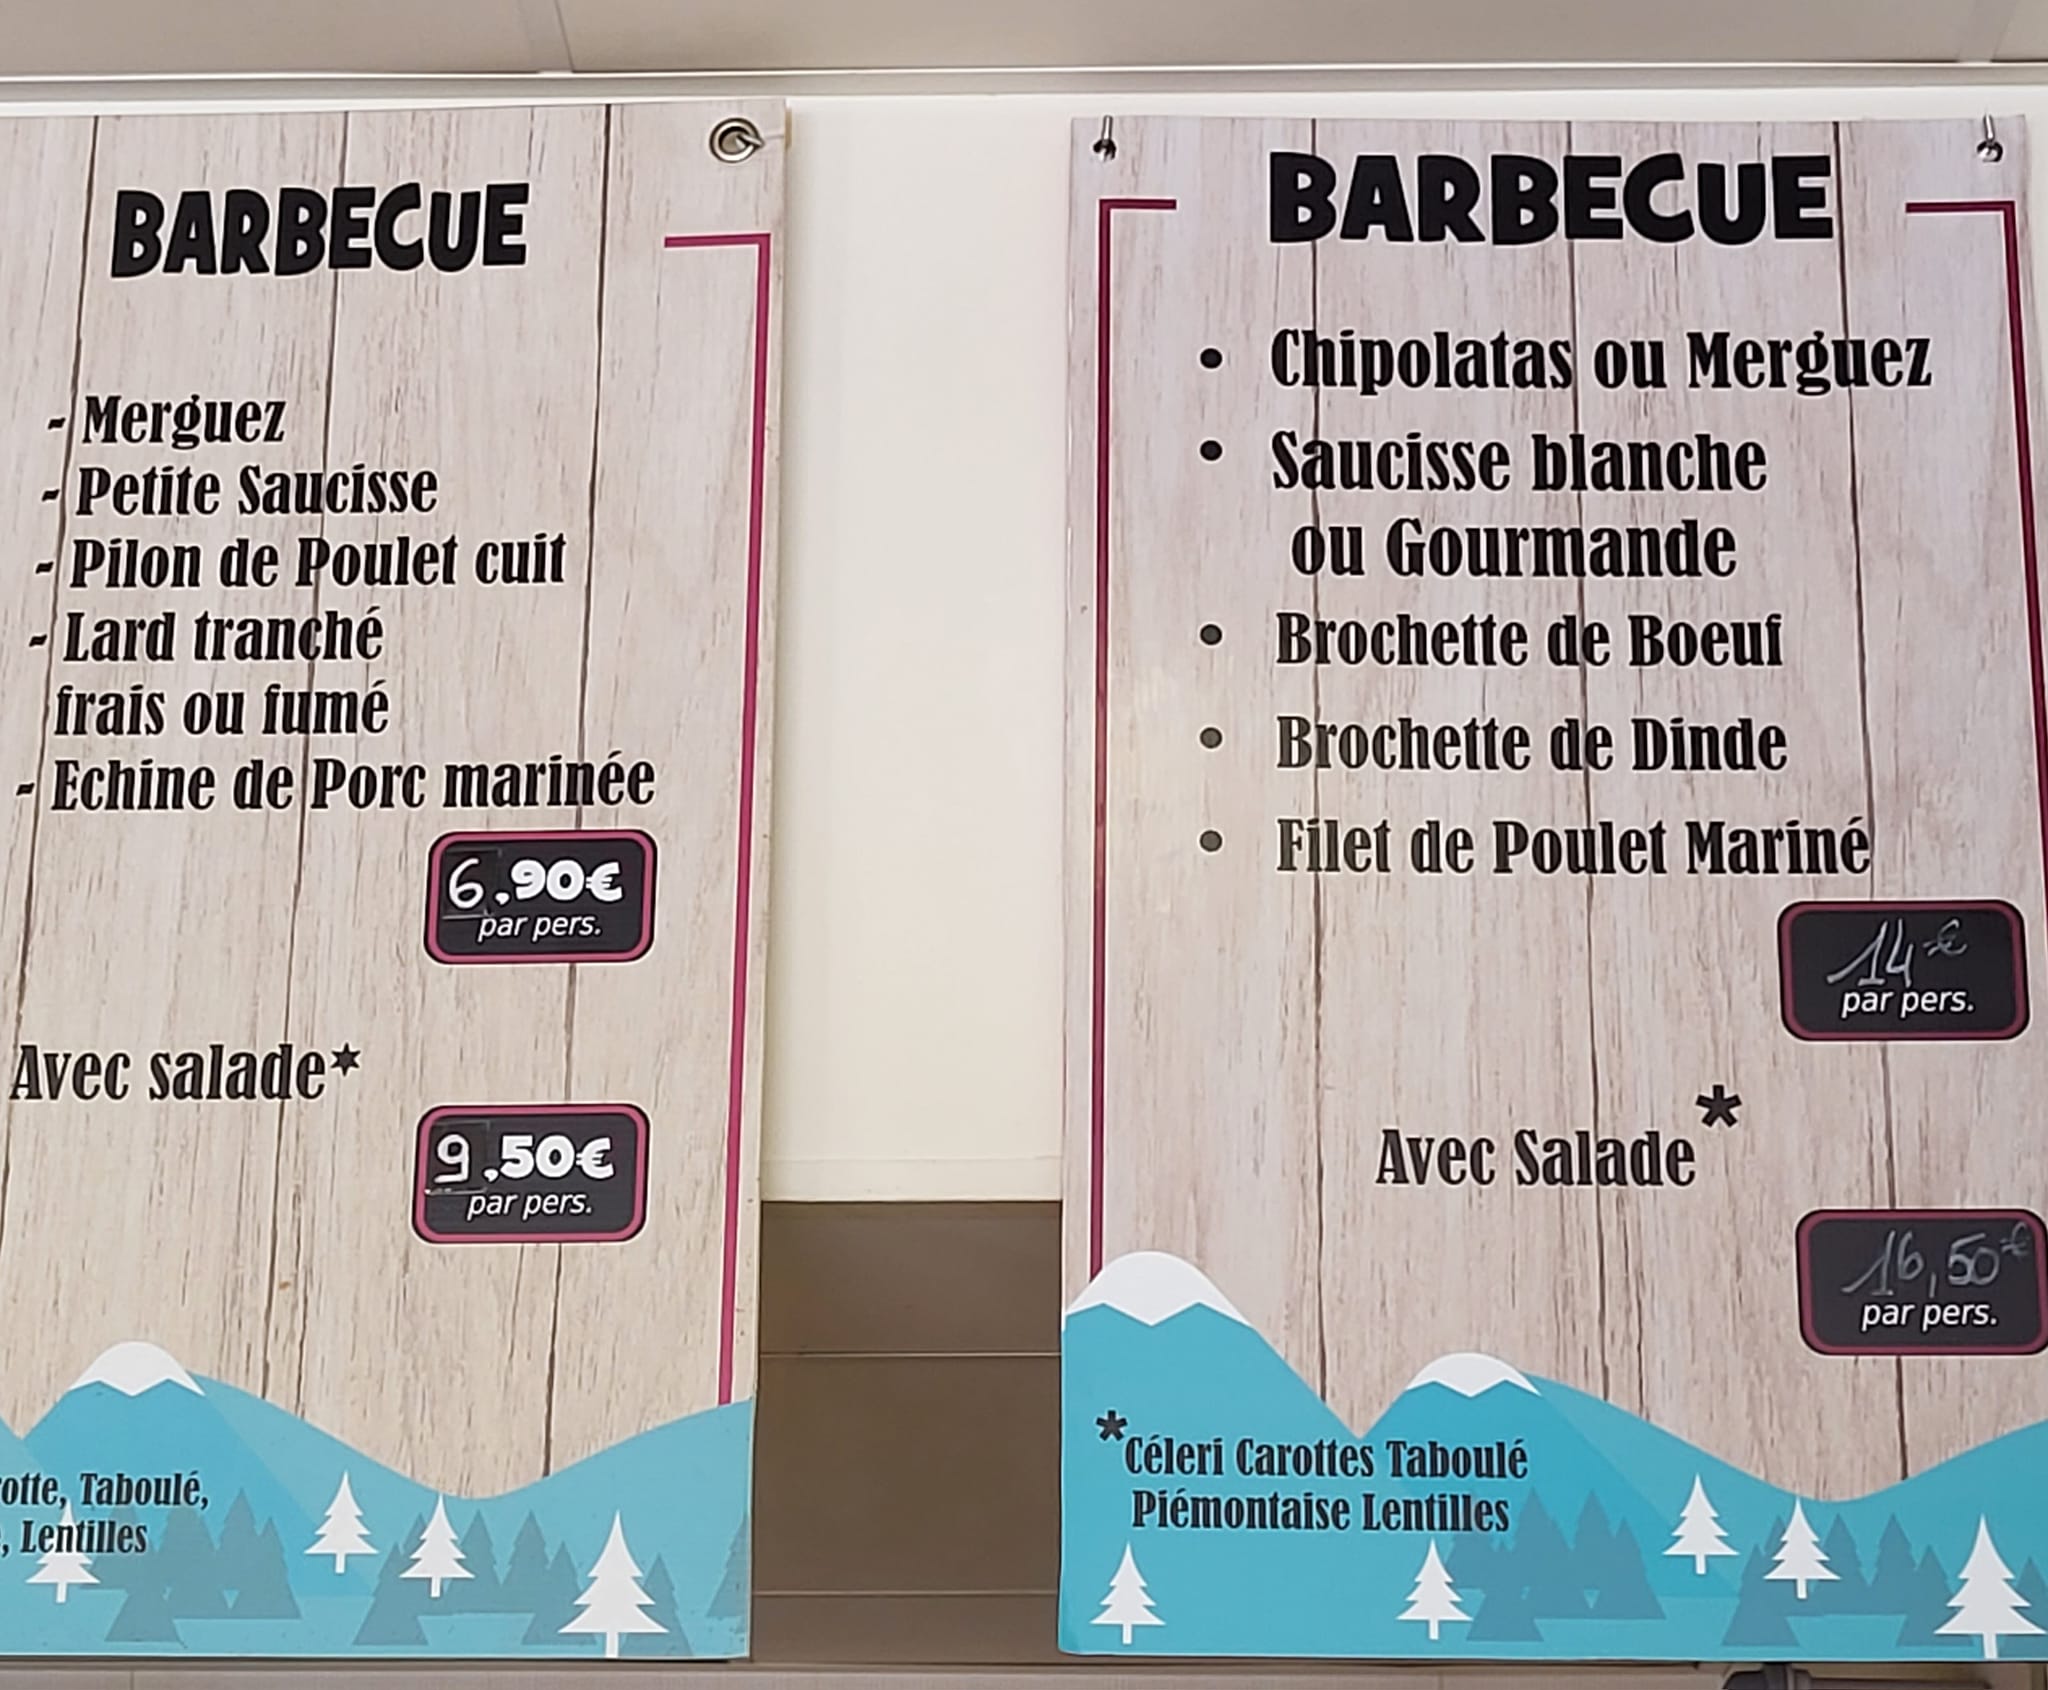 BARBECUE
- Merguez
- Petite Saucisse
- Pilon de Poulet cuit
- Lard tranché
frais ou fumé
- Echine de Porc marinée
6.90€
par pers.
Avec salade*
9.50€
par pers.
Taboulé,
Lentilles
BARBECUE
• Chipolatas ou Merguez
• Saucisse blanche
ou Gourmande
• Brochette de Boeuf
• Brochette de Dinde
• Filet de Poulet Mariné
14€
par pers.
Avec Salade*
16,50€
par pers.
*Céleri Carottes Taboulé
Piémontaise Lentilles